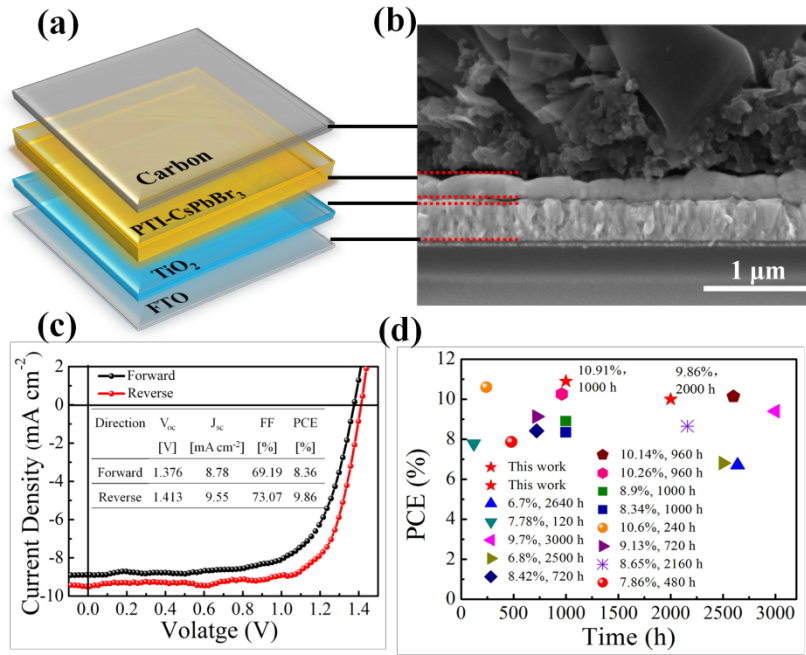 (a)
Carbon
PTI-CsPbBr₃
TiO₂
FTO
(b)
1 μm
(c)
Forward
Reverse
Direction Voc Jsc FF PCE
[V] [mA cm-2] [%] [%]
Forward 1.376 8.78 69.19 8.36
Reverse 1.413 9.55 73.07 9.86
Current Density (mA cm⁻²)
2
0
-2
-4
-6
-8
-10
0.0 0.2 0.4 0.6 0.8 1.0 1.2 1.4
Volatge (V)
(d)
10.91%,
1000 h
9.86%,
2000 h
This work
This work
6.7%, 2640 h
7.78%, 120 h
9.7%, 3000 h
6.8%, 2500 h
8.42%, 720 h
10.14%, 960 h
10.26%, 960 h
8.9%, 1000 h
8.34%, 1000 h
10.6%, 240 h
9.13%, 720 h
8.65%, 2160 h
7.86%, 480 h
PCE (%)
12
10
8
6
4
2
0
0 500 1000 1500 2000 2500 3000
Time (h)